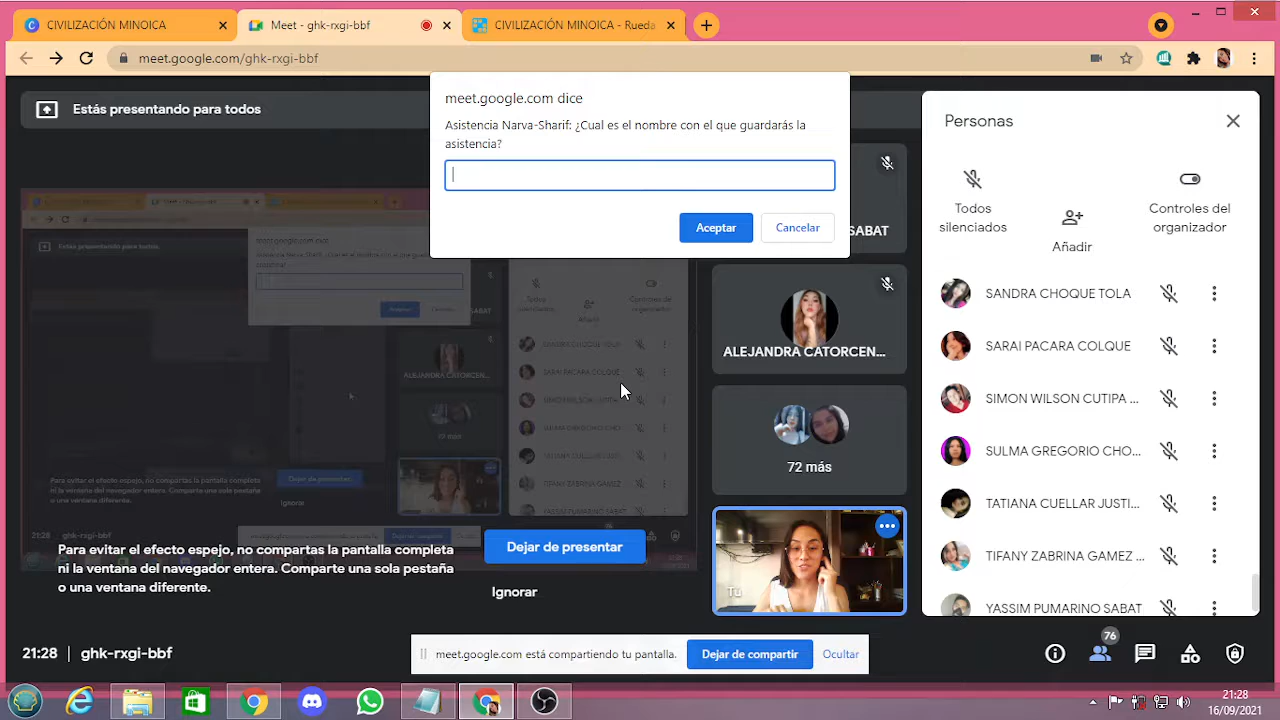 CIVILIZACIÓN MINOICA
Meet - ghk-rxgi-bbf
CIVILIZACIÓN MINOICA - Rueda
meet.google.com/ghk-rxgi-bbf
Estás presentando para todos
meet.google.com dice
Asistencia Narva-Sharif: ¿Cual es el nombre con el que guardarás la
asistencia?
Aceptar
Cancelar
SABAT
ALEJANDRA CATORCEN...
72 más
Tú
Personas
Todos
silenciados
Añadir
Controles del
organizador
SANDRA CHOQUE TOLA
SARAI PACARA COLQUE
SIMON WILSON CUTIPA ...
SULMA GREGORIO CHO...
TATIANA CUELLAR JUSTI...
TIFANY ZABRINA GAMEZ ...
YASSIM PUMARINO SABAT
Para evitar el efecto espejo, no compartas la pantalla completa
ni la ventana del navegador entera. Comparte una sola pestaña
o una ventana diferente.
Dejar de presentar
Ignorar
21:28 | ghk-rxgi-bbf
meet.google.com está compartiendo tu pantalla.
Dejar de compartir
Ocultar
76
21:28
16/09/2021